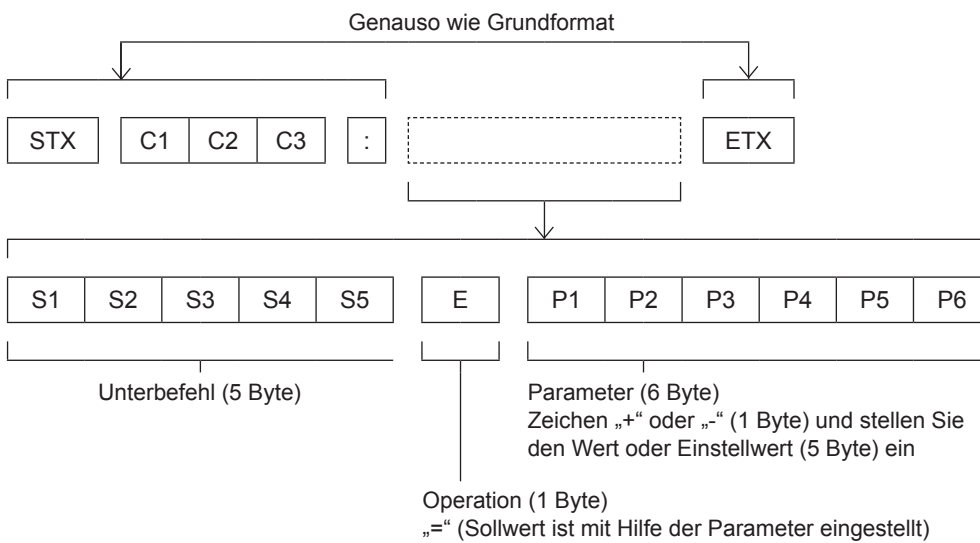 Genauso wie Grundformat
STX C1 C2 C3 : ETX
S1 S2 S3 S4 S5 E P1 P2 P3 P4 P5 P6
Unterbefehl (5 Byte)
Parameter (6 Byte)
Zeichen „+“ oder „-“ (1 Byte) und stellen Sie
den Wert oder Einstellwert (5 Byte) ein
Operation (1 Byte)
„=“ (Sollwert ist mit Hilfe der Parameter eingestellt)